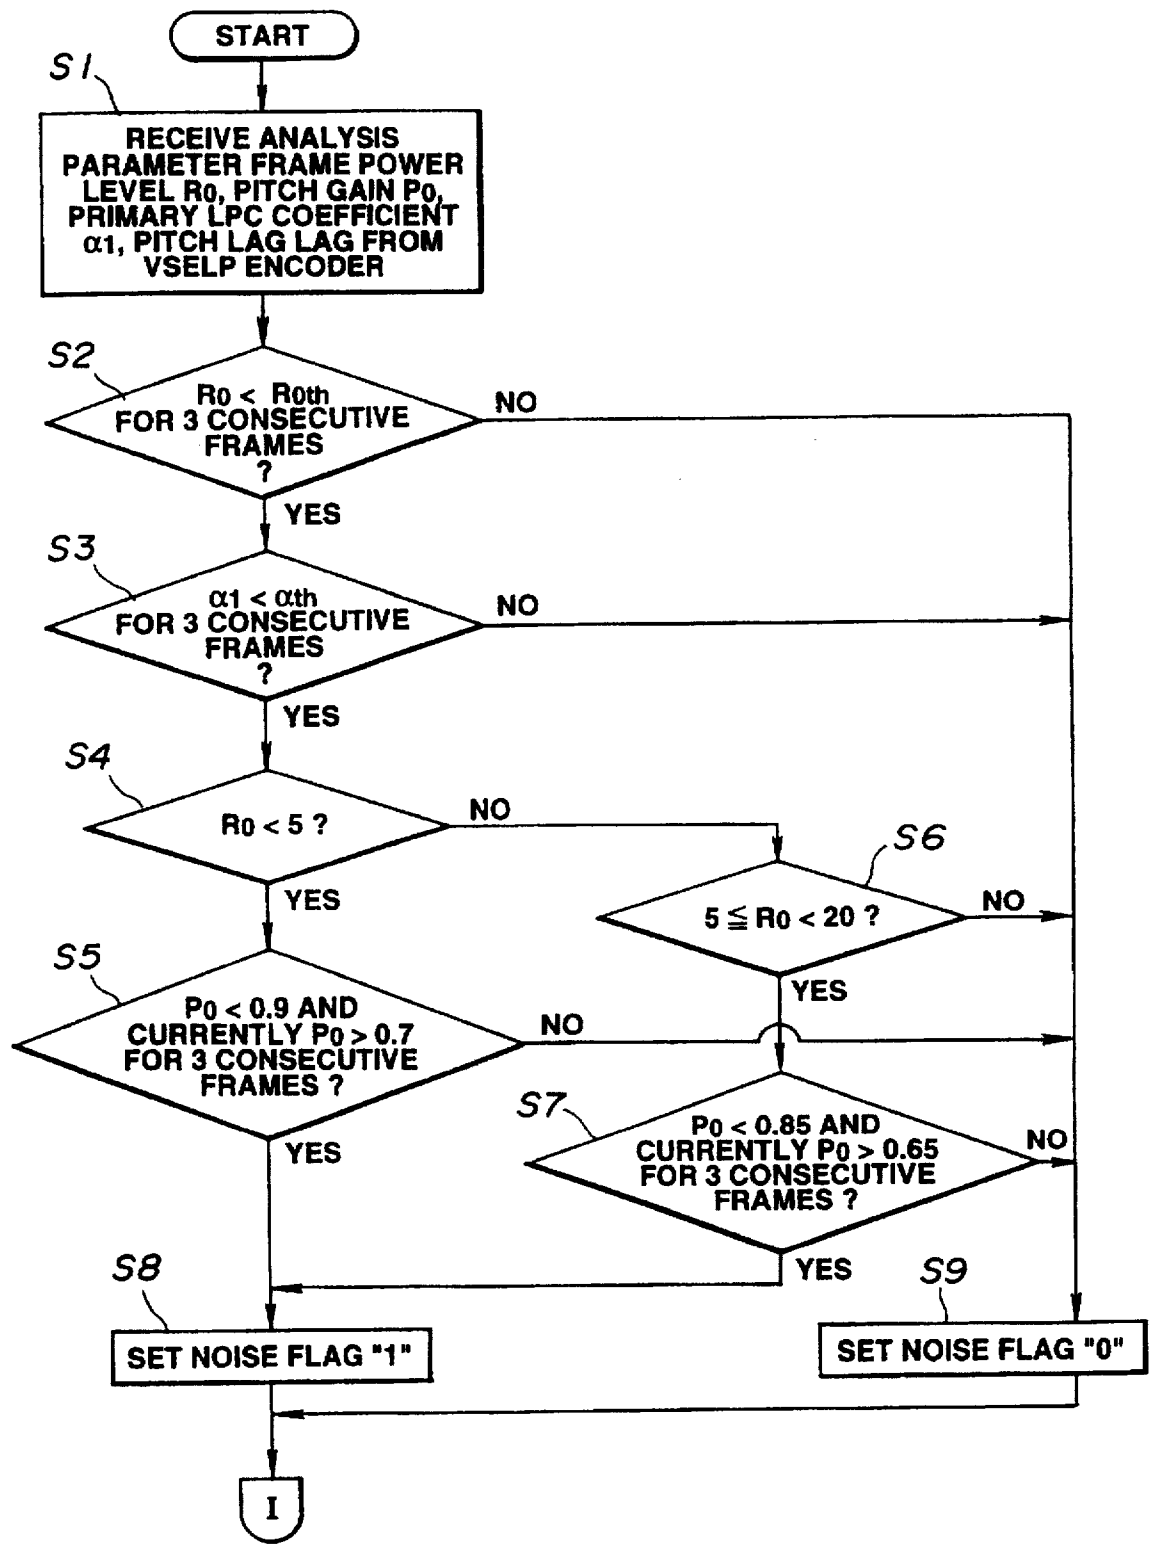 START
S1
RECEIVE ANALYSIS
PARAMETER FRAME POWER
LEVEL R0, PITCH GAIN P0,
PRIMARY LPC COEFFICIENT
α1, PITCH LAG LAG FROM
VSELP ENCODER
S2
R0 < R0th
FOR 3 CONSECUTIVE
FRAMES
?
NO
YES
S3
α1 < αth
FOR 3 CONSECUTIVE
FRAMES
?
NO
YES
S4
R0 < 5 ?
NO
YES
S6
5 ≦ R0 < 20 ?
NO
YES
S5
P0 < 0.9 AND
CURRENTLY P0 > 0.7
FOR 3 CONSECUTIVE
FRAMES ?
NO
YES
S7
P0 < 0.85 AND
CURRENTLY P0 > 0.65
FOR 3 CONSECUTIVE
FRAMES ?
NO
YES
S8
SET NOISE FLAG "1"
S9
SET NOISE FLAG "0"
I